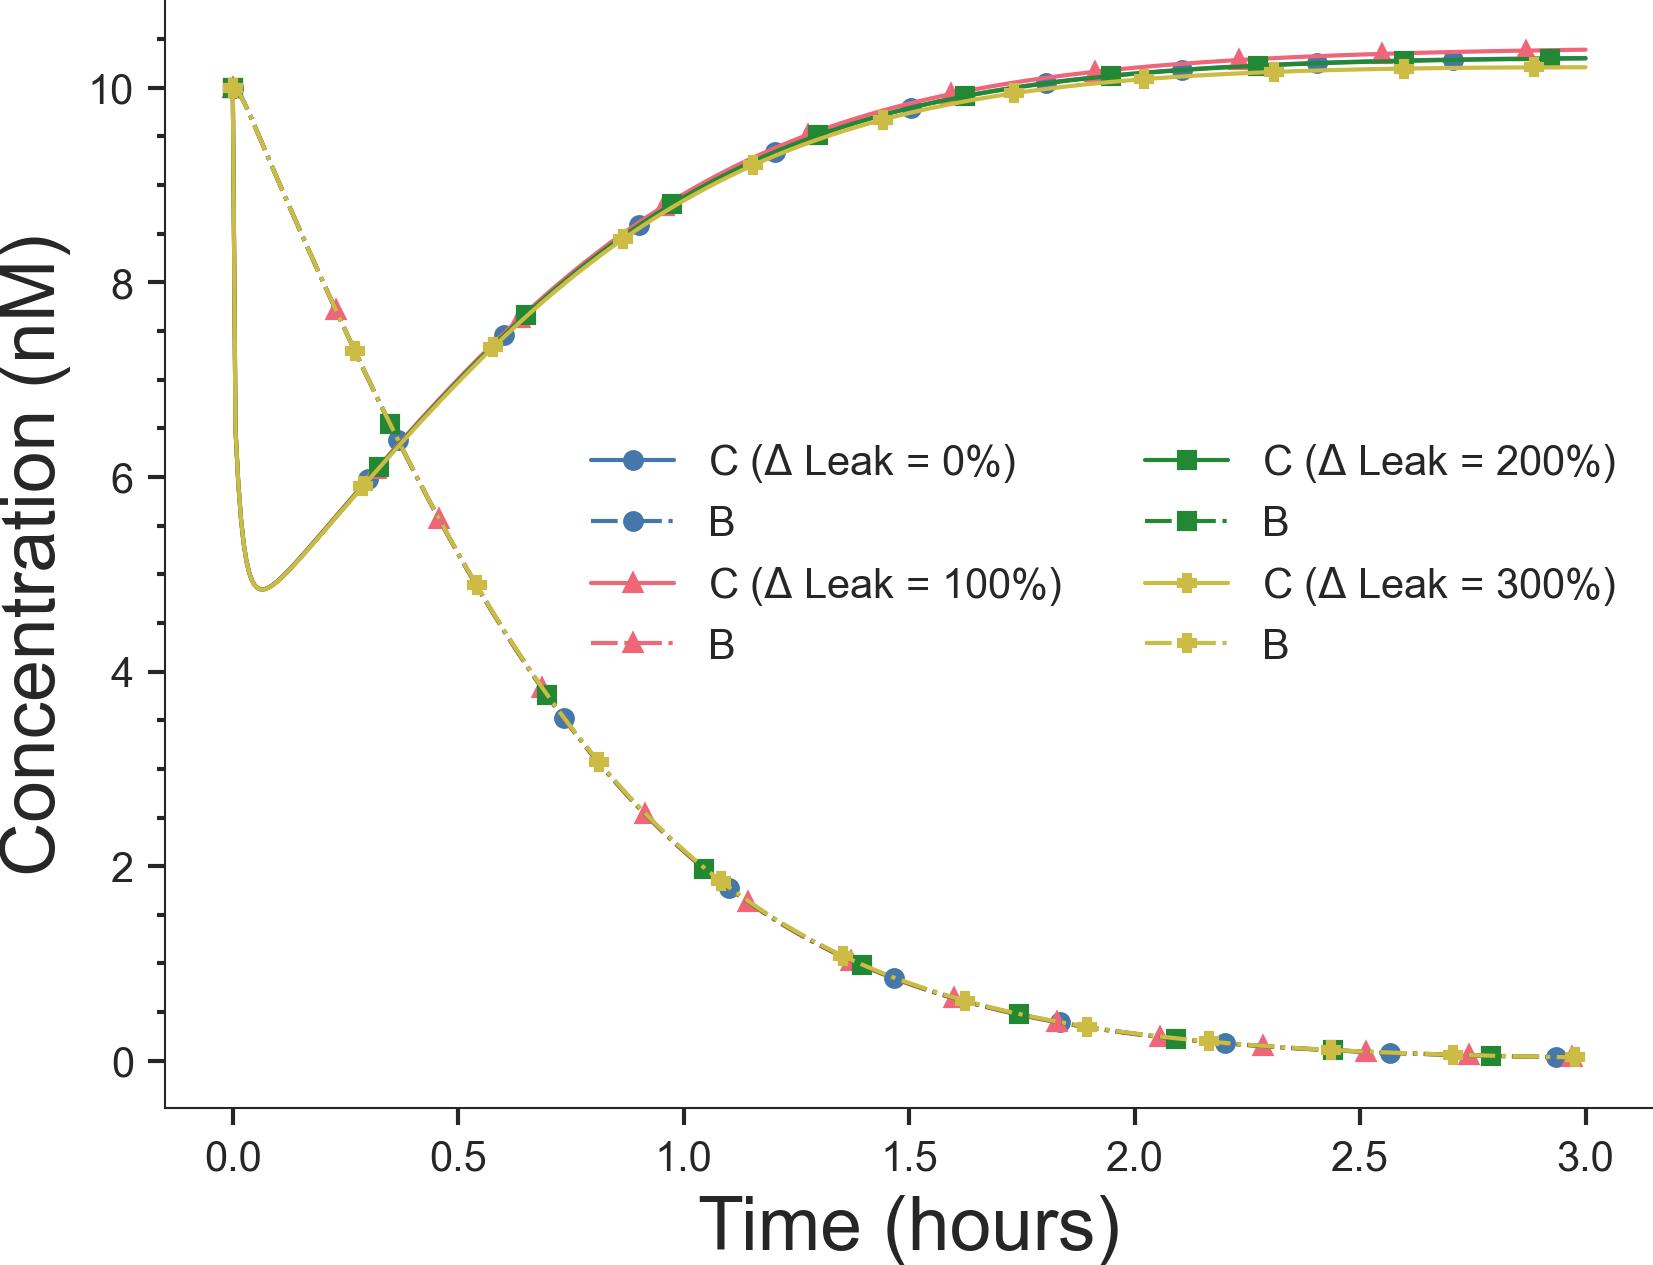 Concentration (nM)
10
8
6
4
2
0
C (Δ Leak = 0%)
B
C (Δ Leak = 100%)
B
C (Δ Leak = 200%)
B
C (Δ Leak = 300%)
B
0.0 0.5 1.0 1.5 2.0 2.5 3.0
Time (hours)